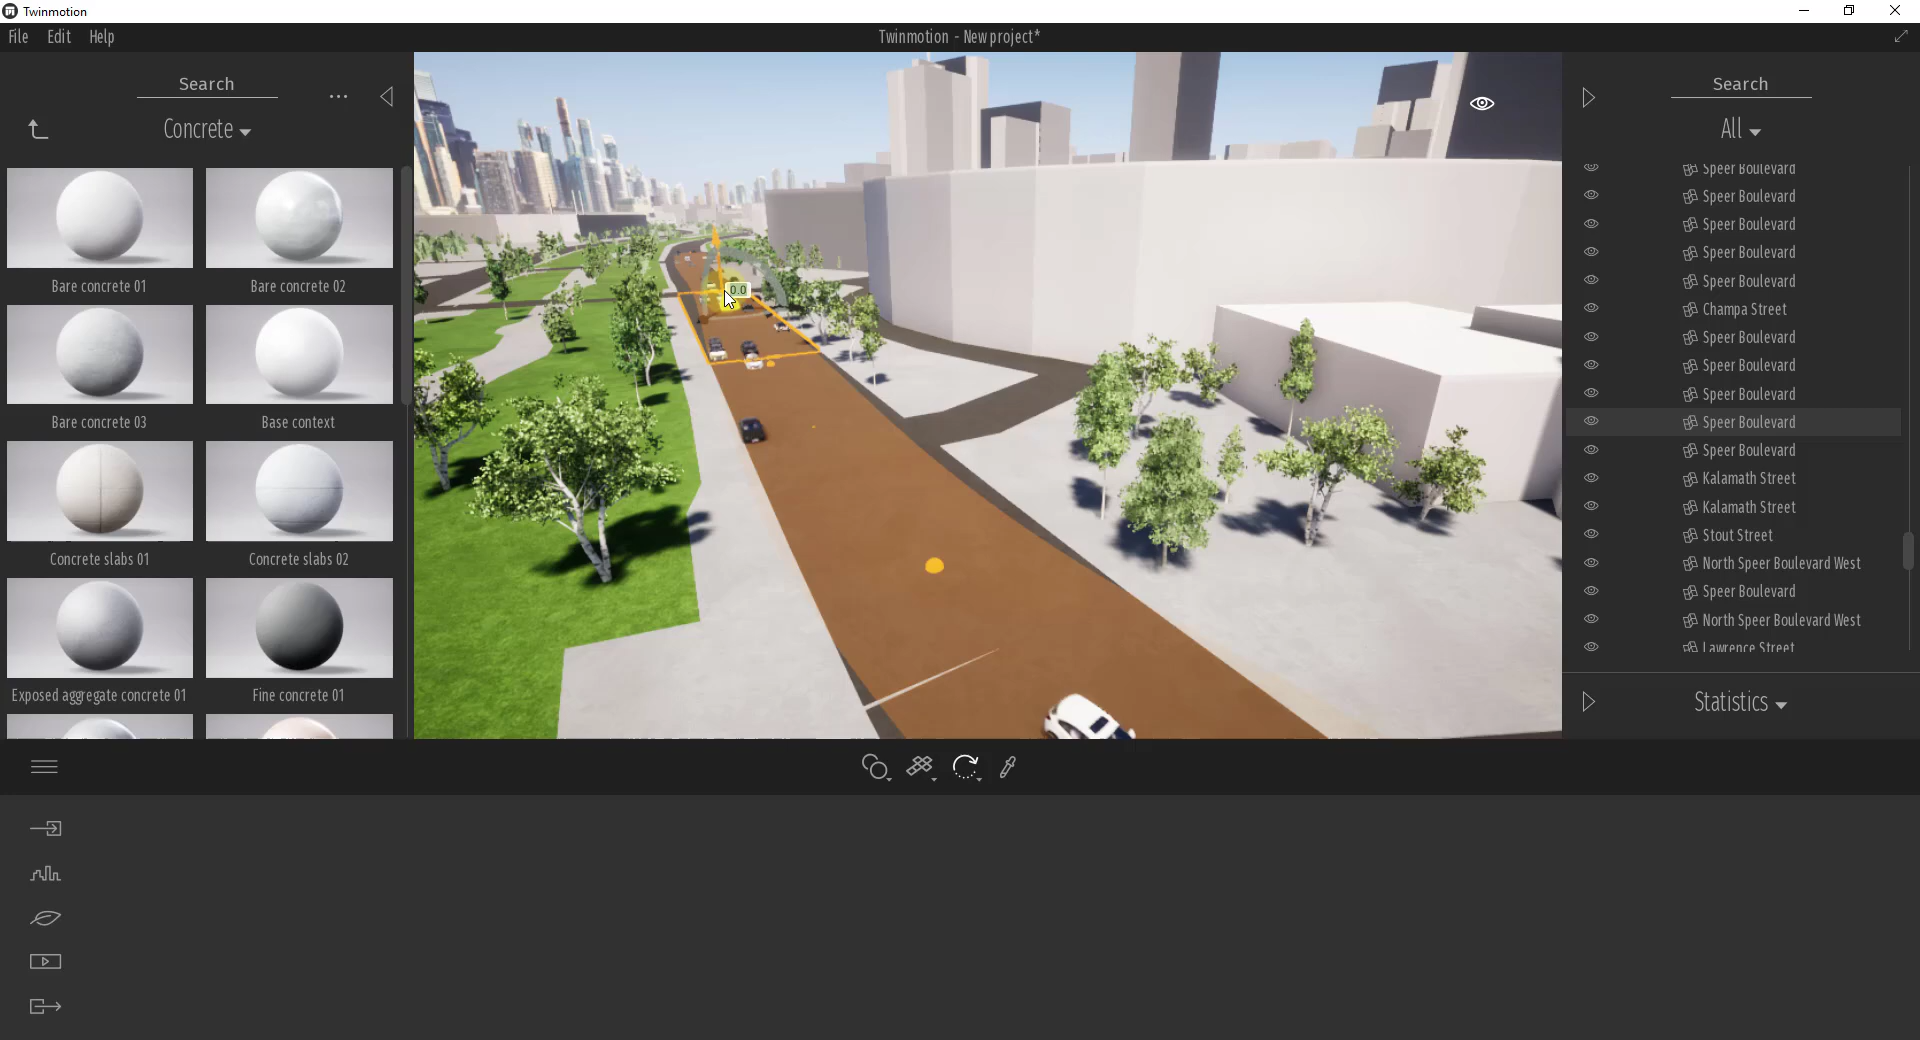 Twinmotion
File Edit Help
Twinmotion - New project*
Search
Concrete
Bare concrete 01
Bare concrete 02
Bare concrete 03
Base context
Concrete slabs 01
Concrete slabs 02
Exposed aggregate concrete 01
Fine concrete 01
0.0
Search
All
Speer Boulevard
Speer Boulevard
Speer Boulevard
Speer Boulevard
Speer Boulevard
Champa Street
Speer Boulevard
Speer Boulevard
Speer Boulevard
Speer Boulevard
Speer Boulevard
Kalamath Street
Kalamath Street
Stout Street
North Speer Boulevard West
Speer Boulevard
North Speer Boulevard West
Lawrence Street
Statistics